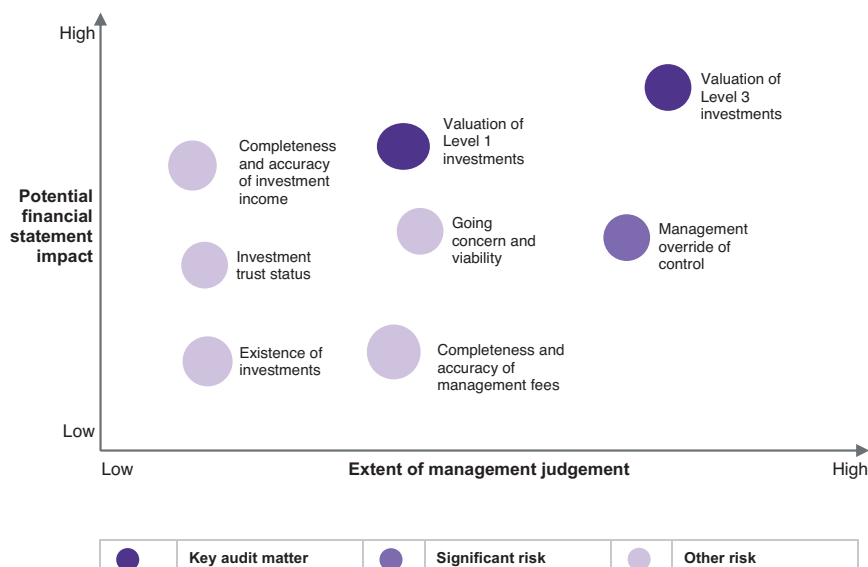 High
Valuation of
Level 3
investments
Valuation of
Level 1
investments
Completeness
and accuracy
of investment
income
Potential
financial
statement
impact
Going
concern and
viability
Management
override of
control
Investment
trust status
Existence of
investments
Completeness and
accuracy of
management fees
Low
Low
Extent of management judgement
High
Key audit matter
Significant risk
Other risk